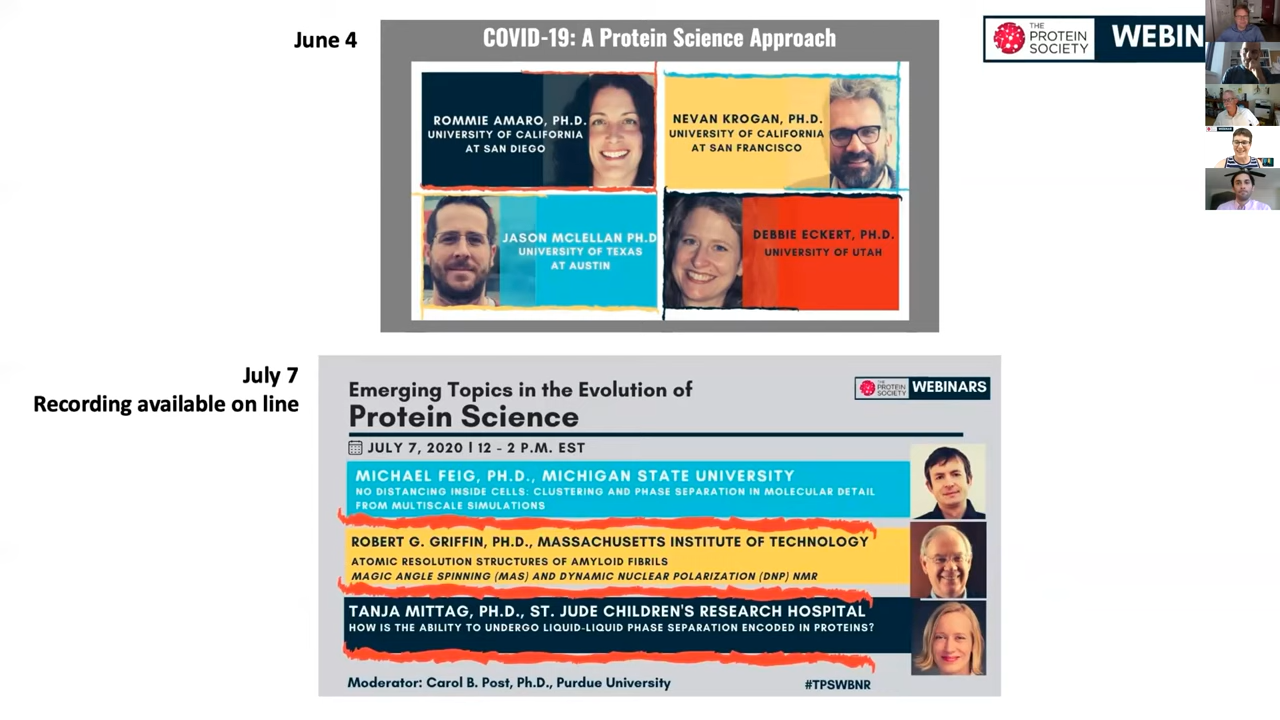 June 4
COVID-19: A Protein Science Approach
ROMMIE AMARO, PH.D.
UNIVERSITY OF CALIFORNIA
AT SAN DIEGO
NEVAN KROGAN, PH.D.
UNIVERSITY OF CALIFORNIA
AT SAN FRANCISCO
JASON MCLELLAN PH.D
UNIVERSITY OF TEXAS
AT AUSTIN
DEBBIE ECKERT, PH.D.
UNIVERSITY OF UTAH
THE
PROTEIN
SOCIETY
WEBIN
July 7
Recording available on line
Emerging Topics in the Evolution of
Protein Science
THE
PROTEIN
SOCIETY
WEBINARS
JULY 7, 2020 | 12 - 2 P.M. EST
MICHAEL FEIG, PH.D., MICHIGAN STATE UNIVERSITY
NO DISTANCING INSIDE CELLS: CLUSTERING AND PHASE SEPARATION IN MOLECULAR DETAIL
FROM MULTISCALE SIMULATIONS
ROBERT G. GRIFFIN, PH.D., MASSACHUSETTS INSTITUTE OF TECHNOLOGY
ATOMIC RESOLUTION STRUCTURES OF AMYLOID FIBRILS
MAGIC ANGLE SPINNING (MAS) AND DYNAMIC NUCLEAR POLARIZATION (DNP) NMR
TANJA MITTAG, PH.D., ST. JUDE CHILDREN'S RESEARCH HOSPITAL
HOW IS THE ABILITY TO UNDERGO LIQUID-LIQUID PHASE SEPARATION ENCODED IN PROTEINS?
Moderator: Carol B. Post, Ph.D., Purdue University
#TPSWBNR